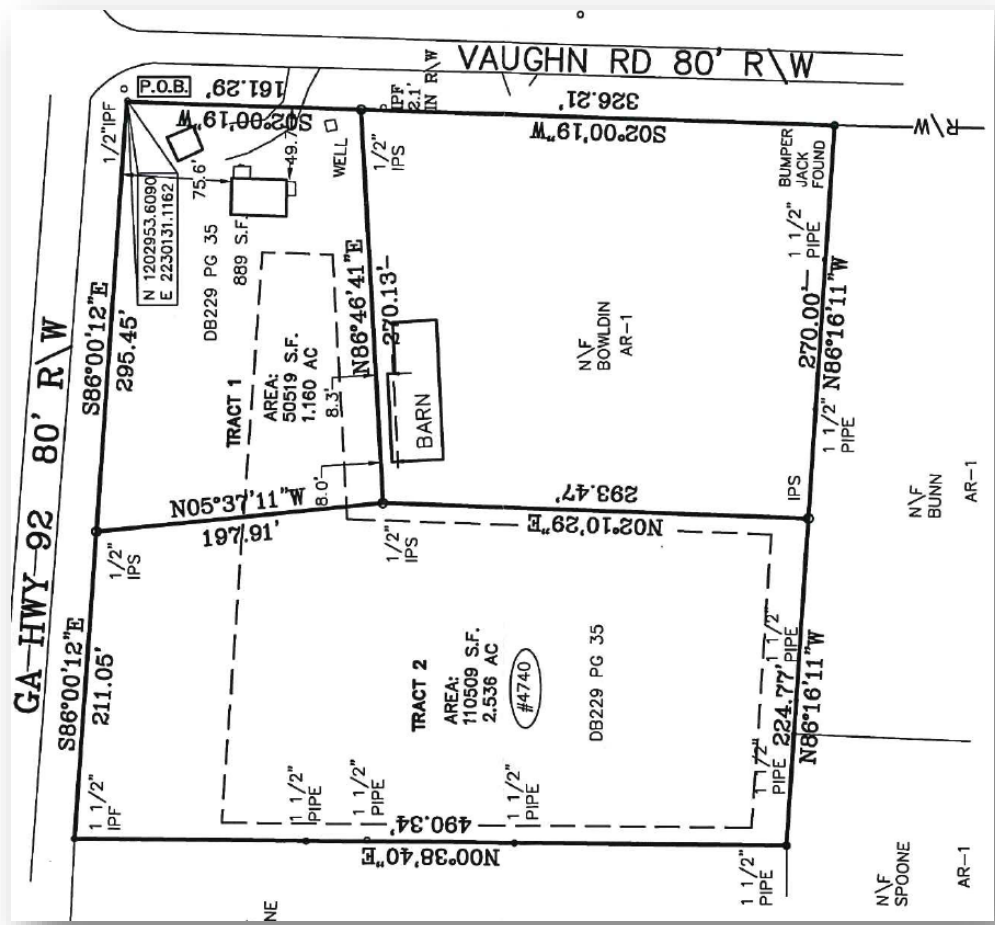 VAUGHN RD 80' R\W
P.O.B.
161.29'
S02°00'19"W
IPF
2.1'
IN R/W
326.21'
S02°00'19"W
R\W
1/2"IPF
N 1202953.6090
E 2230131.1162
75.6'
49.7'
WELL
1/2"
IPS
BUMPER
JACK
FOUND
1 1/2"
PIPE
DB229 PG 35
889 S.F.
GA-HWY-92 80' R\W
S86°00'12"E
295.45'
TRACT 1
AREA:
50519 S.F.
1.160 AC
8.3'
8.0'
N86°46'41"E
270.13'
BARN
N\F
BOWLDIN
AR-1
270.00'
N86°16'11"W
1 1/2"
PIPE
N05°37'11"W
197.91'
1/2"
IPS
1/2"
IPS
293.47'
N02°10'29"E
IPS
N\F
BUNN
AR-1
S86°00'12"E
211.05'
TRACT 2
AREA:
110509 S.F.
2.536 AC
#4740
DB229 PG 35
1 1/2"
PIPE
224.77'
N86°16'11"W
1 1/2"
PIPE
1 1/2"
IPF
1 1/2"
PIPE
1 1/2"
PIPE
1 1/2"
PIPE
490.34'
N00°38'40"E
1 1/2"
PIPE
N\F
SPOONE
AR-1
NE